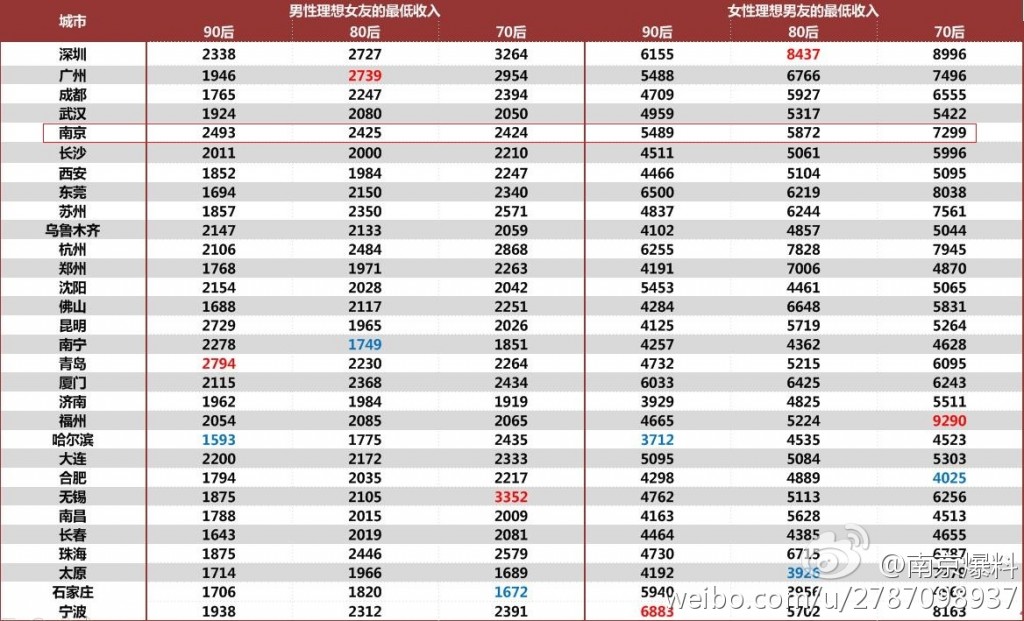 城市 男性理想女友的最低收入 女性理想男友的最低收入
90后 80后 70后 90后 80后 70后
深圳 2338 2727 3264 6155 8437 8996
广州 1946 2739 2954 5488 6766 7496
成都 1765 2247 2394 4709 5927 6555
武汉 1924 2080 2050 4959 5317 5422
南京 2493 2425 2424 5489 5872 7299
长沙 2011 2000 2210 4511 5061 5996
西安 1852 1984 2247 4466 5104 5095
东莞 1694 2150 2340 6500 6219 8038
苏州 1857 2350 2571 4837 6244 7561
乌鲁木齐 2147 2133 2059 4102 4857 5044
杭州 2106 2484 2868 6255 7828 7945
郑州 1768 1971 2263 4191 7006 4870
沈阳 2154 2028 2042 5453 4461 5065
佛山 1688 2117 2251 4284 6648 5831
昆明 2729 1965 2026 4125 5719 5264
南宁 2278 1749 1851 4257 4362 4628
青岛 2794 2230 2264 4732 5215 6095
厦门 2115 2368 2434 6033 6425 6243
济南 1962 1984 1919 3929 4825 5511
福州 2054 2085 2065 4665 5224 9290
哈尔滨 1593 1775 2435 3712 4535 4523
大连 2200 2172 2333 5095 5084 5303
合肥 1794 2035 2217 4298 4889 4025
无锡 1875 2105 3352 4762 5113 6256
南昌 1788 2015 2009 4163 5628 4513
长春 1643 2019 2081 4464 4385 4655
珠海 1875 2446 2579 4730 6715 6787
太原 1714 1966 1689 4192 3926
@南京爆料
石家庄 1706 1820 1672 5940 3956
weibo.com/u/2787098937
宁波 1938 2312 2391 6883 5702 8163